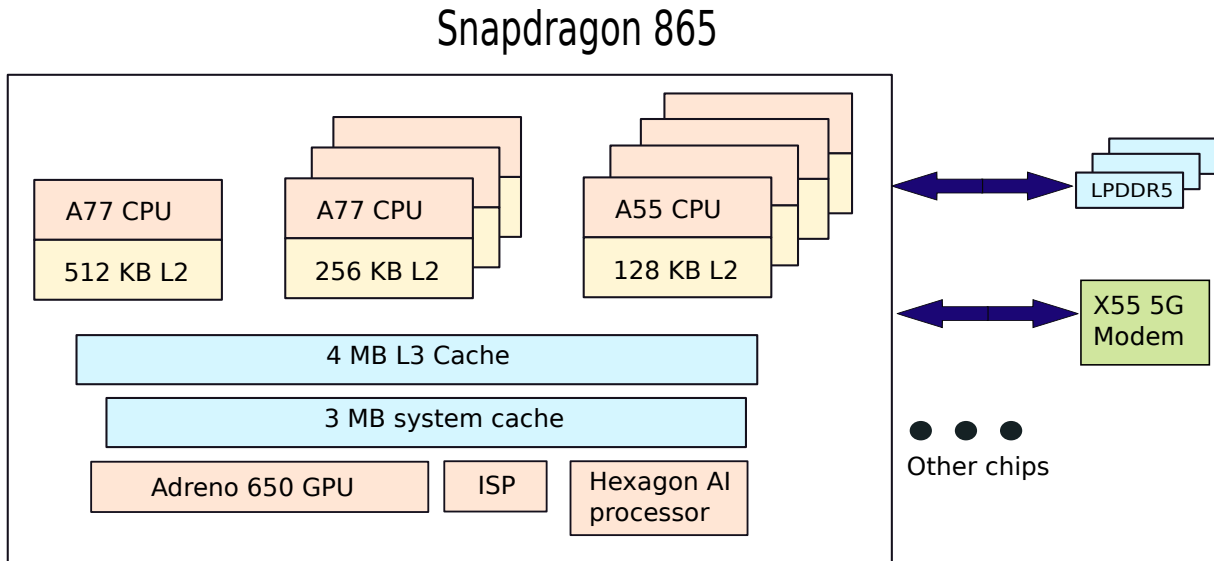 Snapdragon 865
A77 CPU
512 KB L2
A77 CPU
256 KB L2
A55 CPU
128 KB L2
LPDDR5
X55 5G
Modem
4 MB L3 Cache
3 MB system cache
Adreno 650 GPU
ISP
Hexagon AI
processor
Other chips